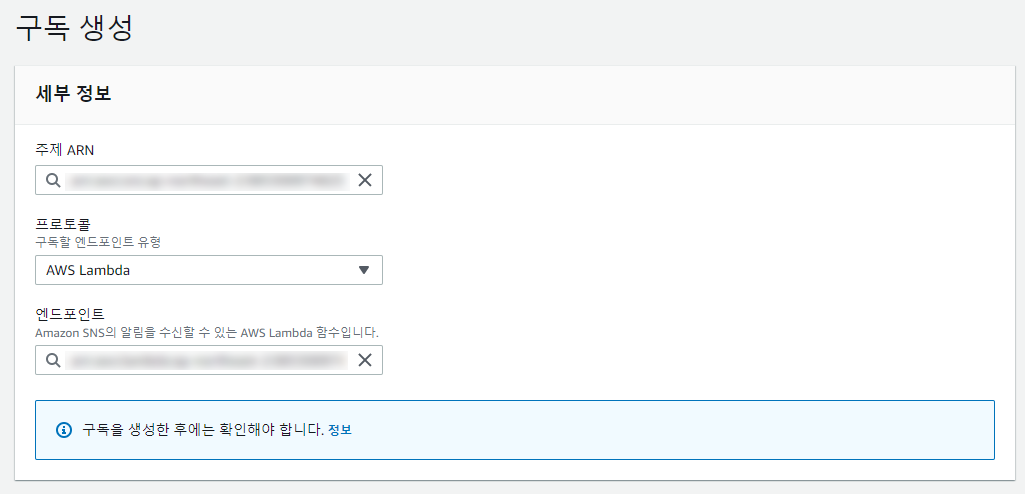 구독 생성
세부 정보
주제 ARN
프로토콜
구독할 엔드포인트 유형
AWS Lambda
엔드포인트
Amazon SNS의 알림을 수신할 수 있는 AWS Lambda 함수입니다.
구독을 생성한 후에는 확인해야 합니다. 정보